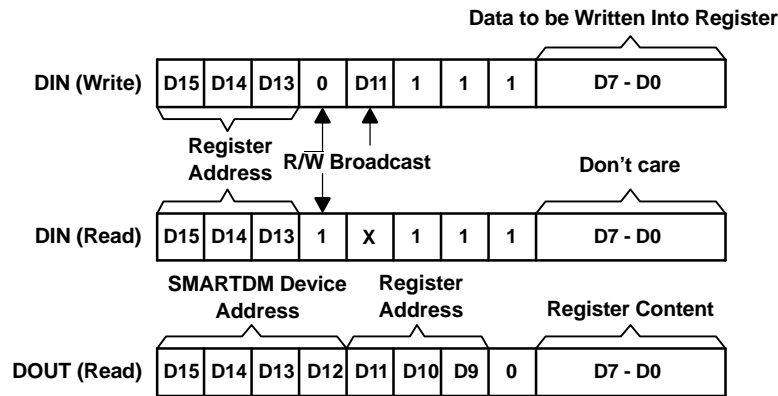 Data to be Written Into Register
DIN (Write) D15 D14 D13 0 D11 1 1 1 D7 - D0
Register
Address
R/W̅ Broadcast
Don't care
DIN (Read) D15 D14 D13 1 X 1 1 1 D7 - D0
SMARTDM Device
Address
Register
Address
Register Content
DOUT (Read) D15 D14 D13 D12 D11 D10 D9 0 D7 - D0